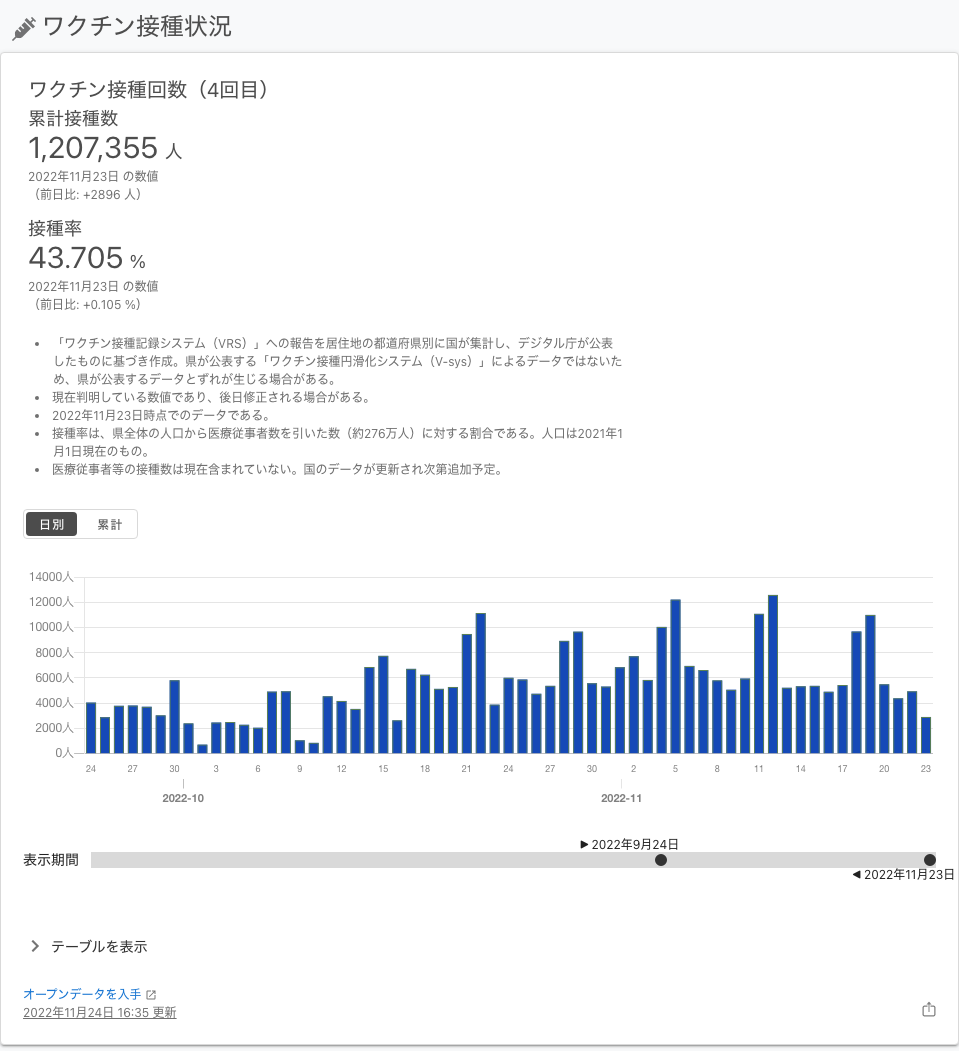 ワクチン接種状況
ワクチン接種回数（4回目）
累計接種数
1,207,355 人
2022年11月23日 の数値
（前日比: +2896 人）
接種率
43.705 %
2022年11月23日 の数値
（前日比: +0.105 %）
「ワクチン接種記録システム（VRS）」への報告を居住地の都道府県別に国が集計し、デジタル庁が公表
したものに基づき作成。県が公表する「ワクチン接種円滑化システム（V-sys）」によるデータではないた
め、県が公表するデータとずれが生じる場合がある。
現在判明している数値であり、後日修正される場合がある。
2022年11月23日時点でのデータである。
接種率は、県全体の人口から医療従事者数を引いた数（約276万人）に対する割合である。人口は2021年1
月1日現在のもの。
医療従事者等の接種数は現在含まれていない。国のデータが更新され次第追加予定。
日別 累計
14000人
12000人
10000人
8000人
6000人
4000人
2000人
0人
24 27 30 3 6 9 12 15 18 21 24 27 30 2 5 8 11 14 17 20 23
2022-10 2022-11
▶ 2022年9月24日
表示期間
◀ 2022年11月23日
テーブルを表示
オープンデータを入手
2022年11月24日 16:35 更新